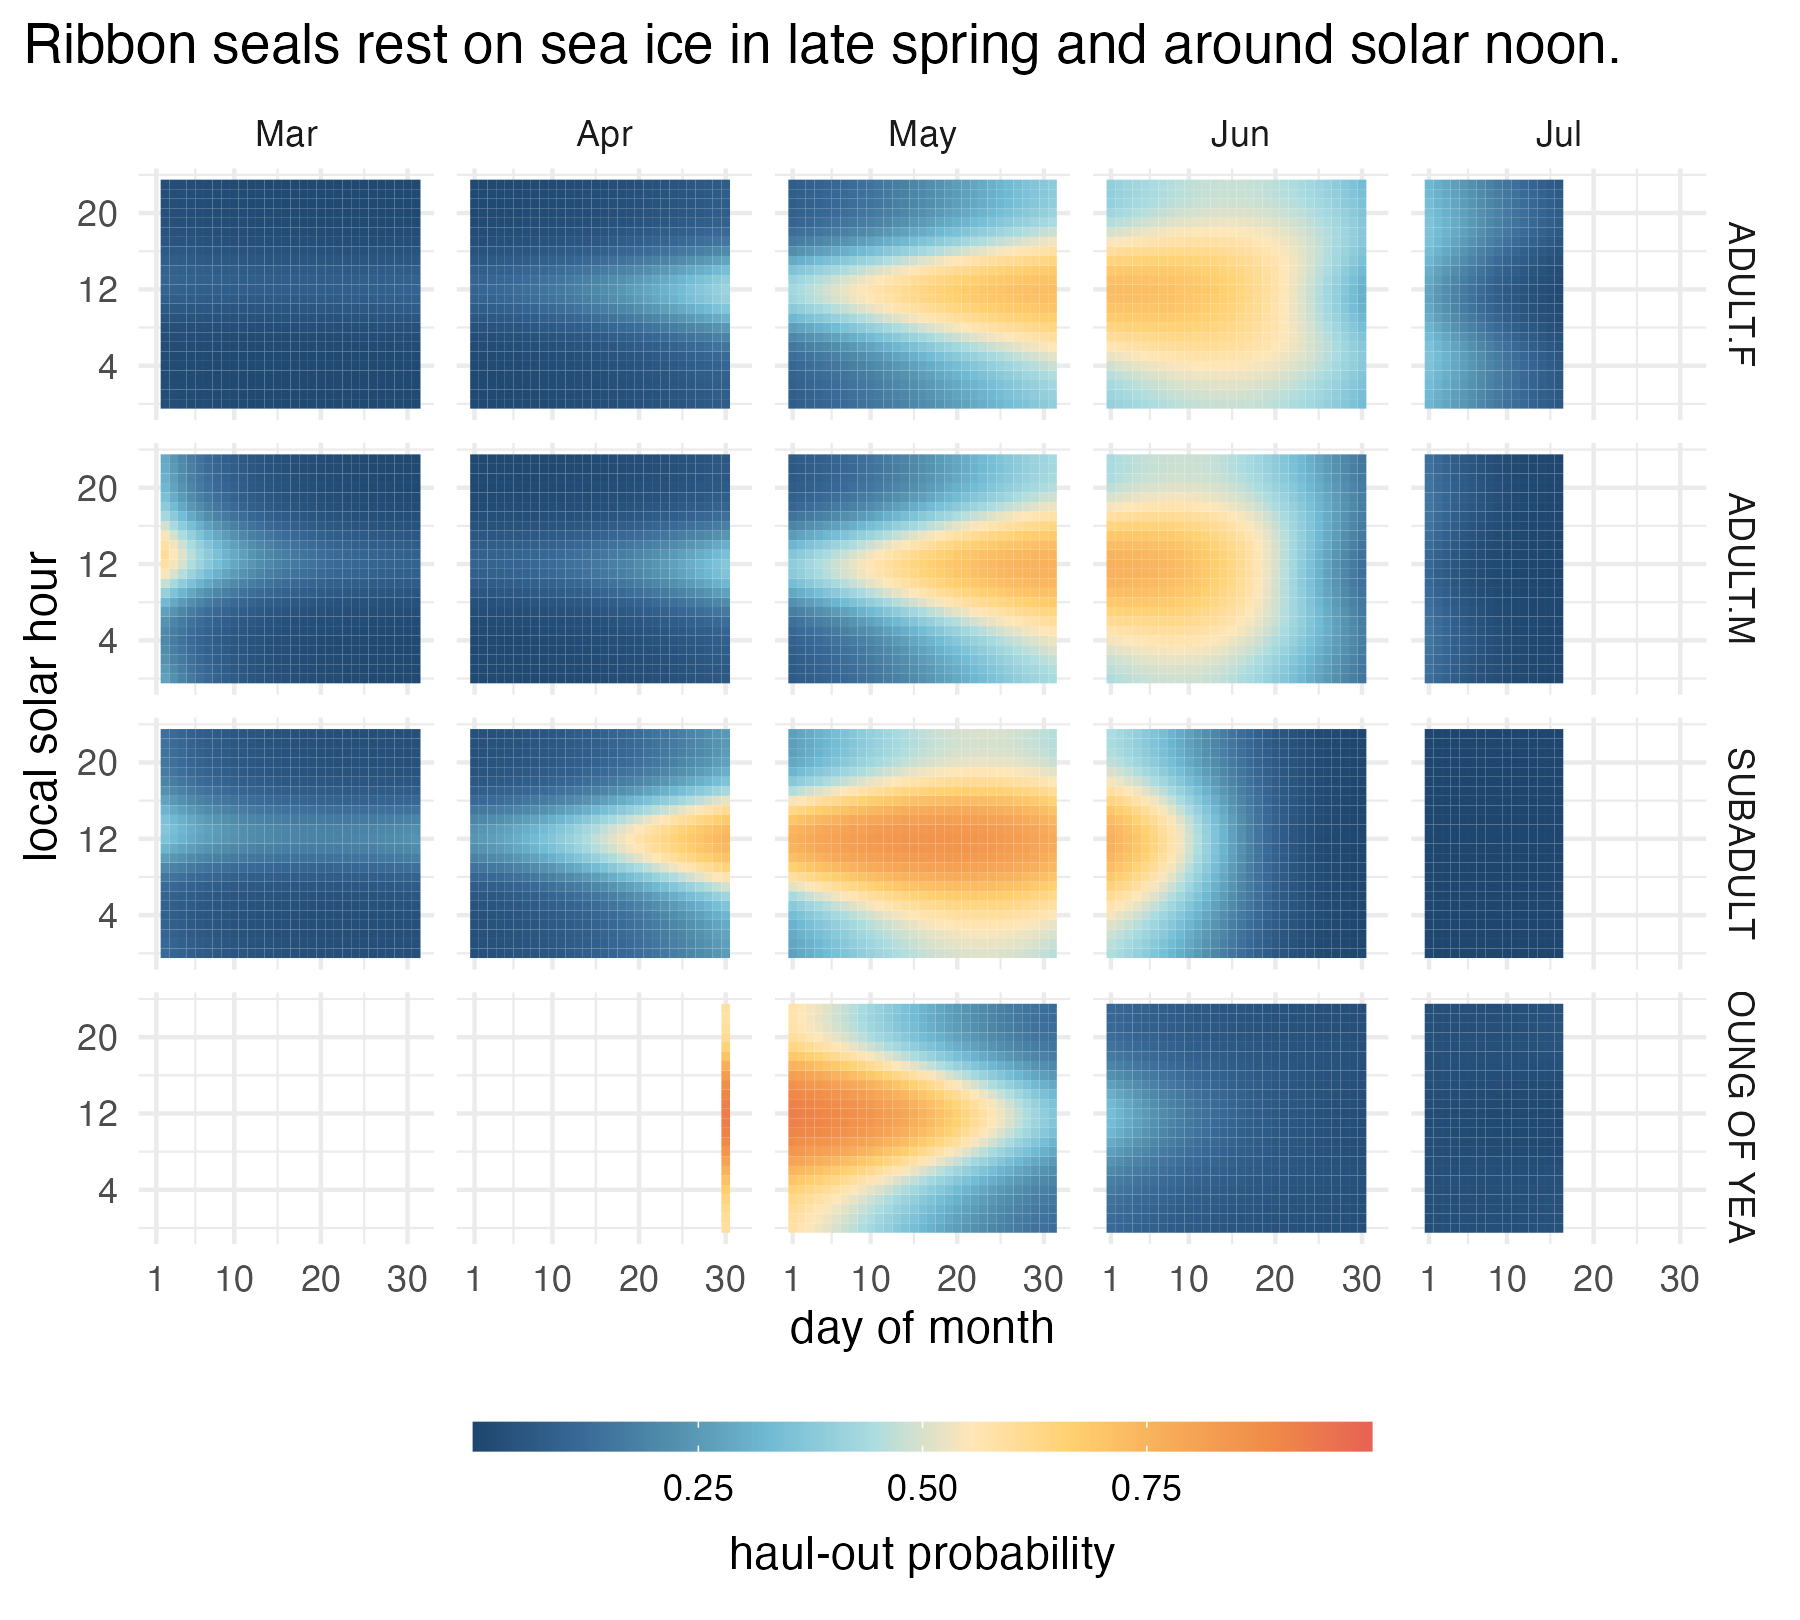 Ribbon seals rest on sea ice in late spring and around solar noon.
Mar Apr May Jun Jul
20
12
4
ADULT.F
20
12
4
ADULT.M
20
12
4
SUBADULT
20
12
4
OUNG OF YEA
local solar hour
1 10 20 30 1 10 20 30 1 10 20 30 1 10 20 30 1 10 20 30
day of month
0.25 0.50 0.75
haul-out probability